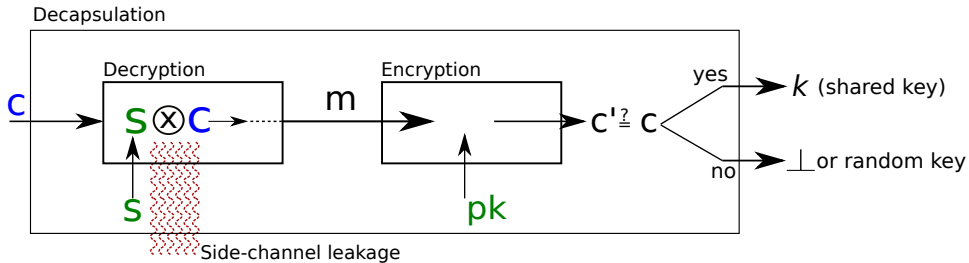 Decapsulation
Decryption
Encryption
c
s ⊗ c
m
c' ≟ c
yes
k (shared key)
no
⊥ or random key
s
pk
Side-channel leakage